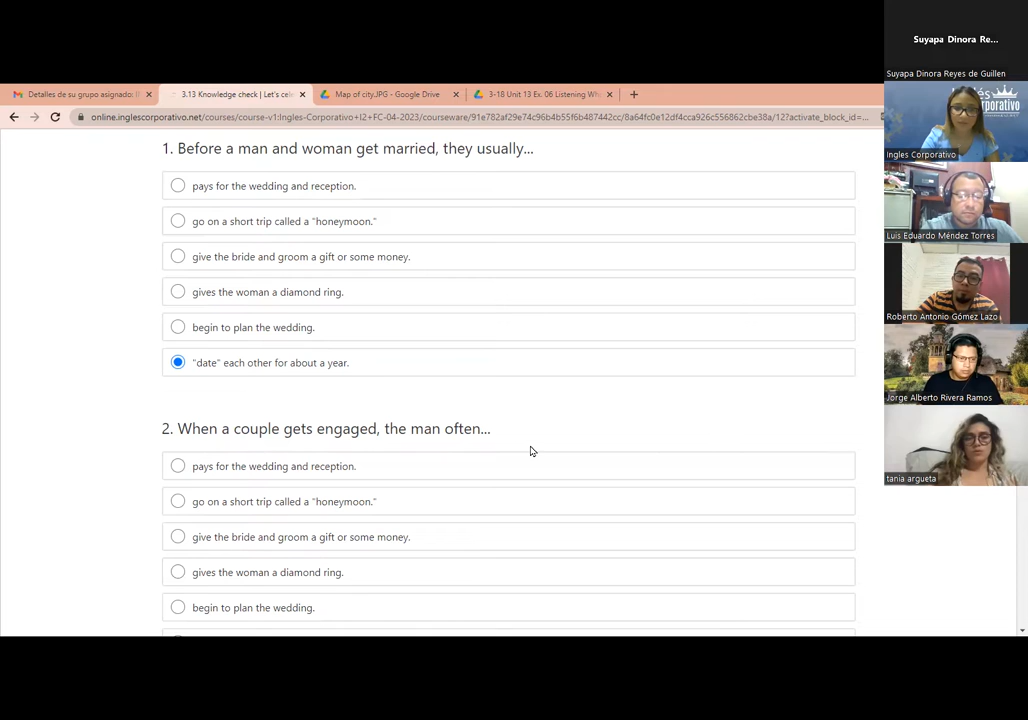 Suyapa Dinora Re...
Suyapa Dinora Reyes de Guillen
Detalles de su grupo asignado: (
3.13 Knowledge check | Let's cele
Map of city.JPG - Google Drive
3-18 Unit 13 Ex. 06 Listening Wh
online.inglescorporativo.net/courses/course-v1:Ingles-Corporativo+I2+FC-04-2023/courseware/91e782af29e74c96b4b55f6b487442cc/8a64fc0e12df4cca926c556862cbe38a/12?activate_block_id=...
Ingles Corporativo
1. Before a man and woman get married, they usually...
pays for the wedding and reception.
go on a short trip called a "honeymoon."
give the bride and groom a gift or some money.
gives the woman a diamond ring.
begin to plan the wedding.
"date" each other for about a year.
2. When a couple gets engaged, the man often...
pays for the wedding and reception.
go on a short trip called a "honeymoon."
give the bride and groom a gift or some money.
gives the woman a diamond ring.
begin to plan the wedding.
Luis Eduardo Méndez Torres
Roberto Antonio Gómez Lazo
Jorge Alberto Rivera Ramos
tania argueta